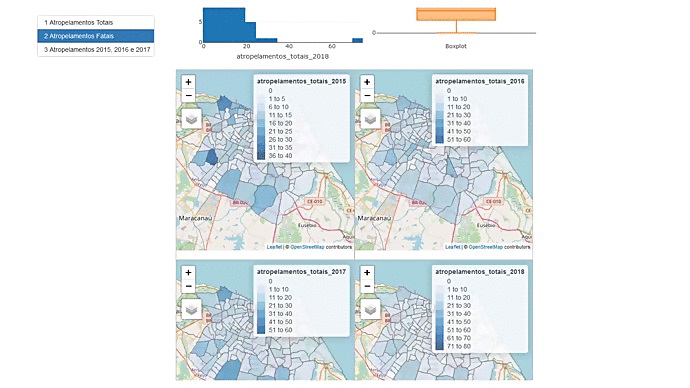 1 Atropelamentos Totais
2 Atropelamentos Fatais
3 Atropelamentos 2015, 2016 e 2017
5
0
0 20 40 60
atropelamentos_totais_2018
0
Boxplot
+
−
atropelamentos_totais_2015
0
1 to 5
6 to 10
11 to 15
16 to 20
21 to 25
26 to 30
31 to 35
36 to 40
Maracanaú
Eusébio
CE-010
Leaflet | © OpenStreetMap contributors
+
−
atropelamentos_totais_2016
0
1 to 10
11 to 20
21 to 30
31 to 40
41 to 50
51 to 60
Maracanaú
Eusébio
CE-010
Leaflet | © OpenStreetMap contributors
+
−
atropelamentos_totais_2017
0
1 to 10
11 to 20
21 to 30
31 to 40
41 to 50
51 to 60
+
−
atropelamentos_totais_2018
0
1 to 10
11 to 20
21 to 30
31 to 40
41 to 50
51 to 60
61 to 70
71 to 80